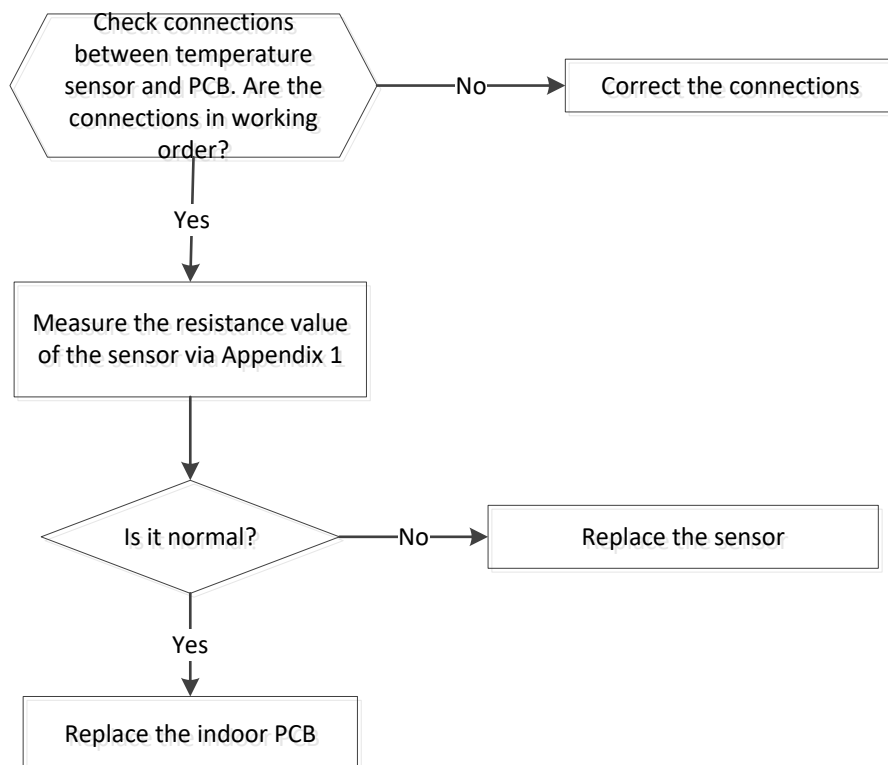 Check connections
between temperature
sensor and PCB. Are the
connections in working
order?
No
Correct the connections
Yes
Measure the resistance value
of the sensor via Appendix 1
Is it normal?
No
Replace the sensor
Yes
Replace the indoor PCB